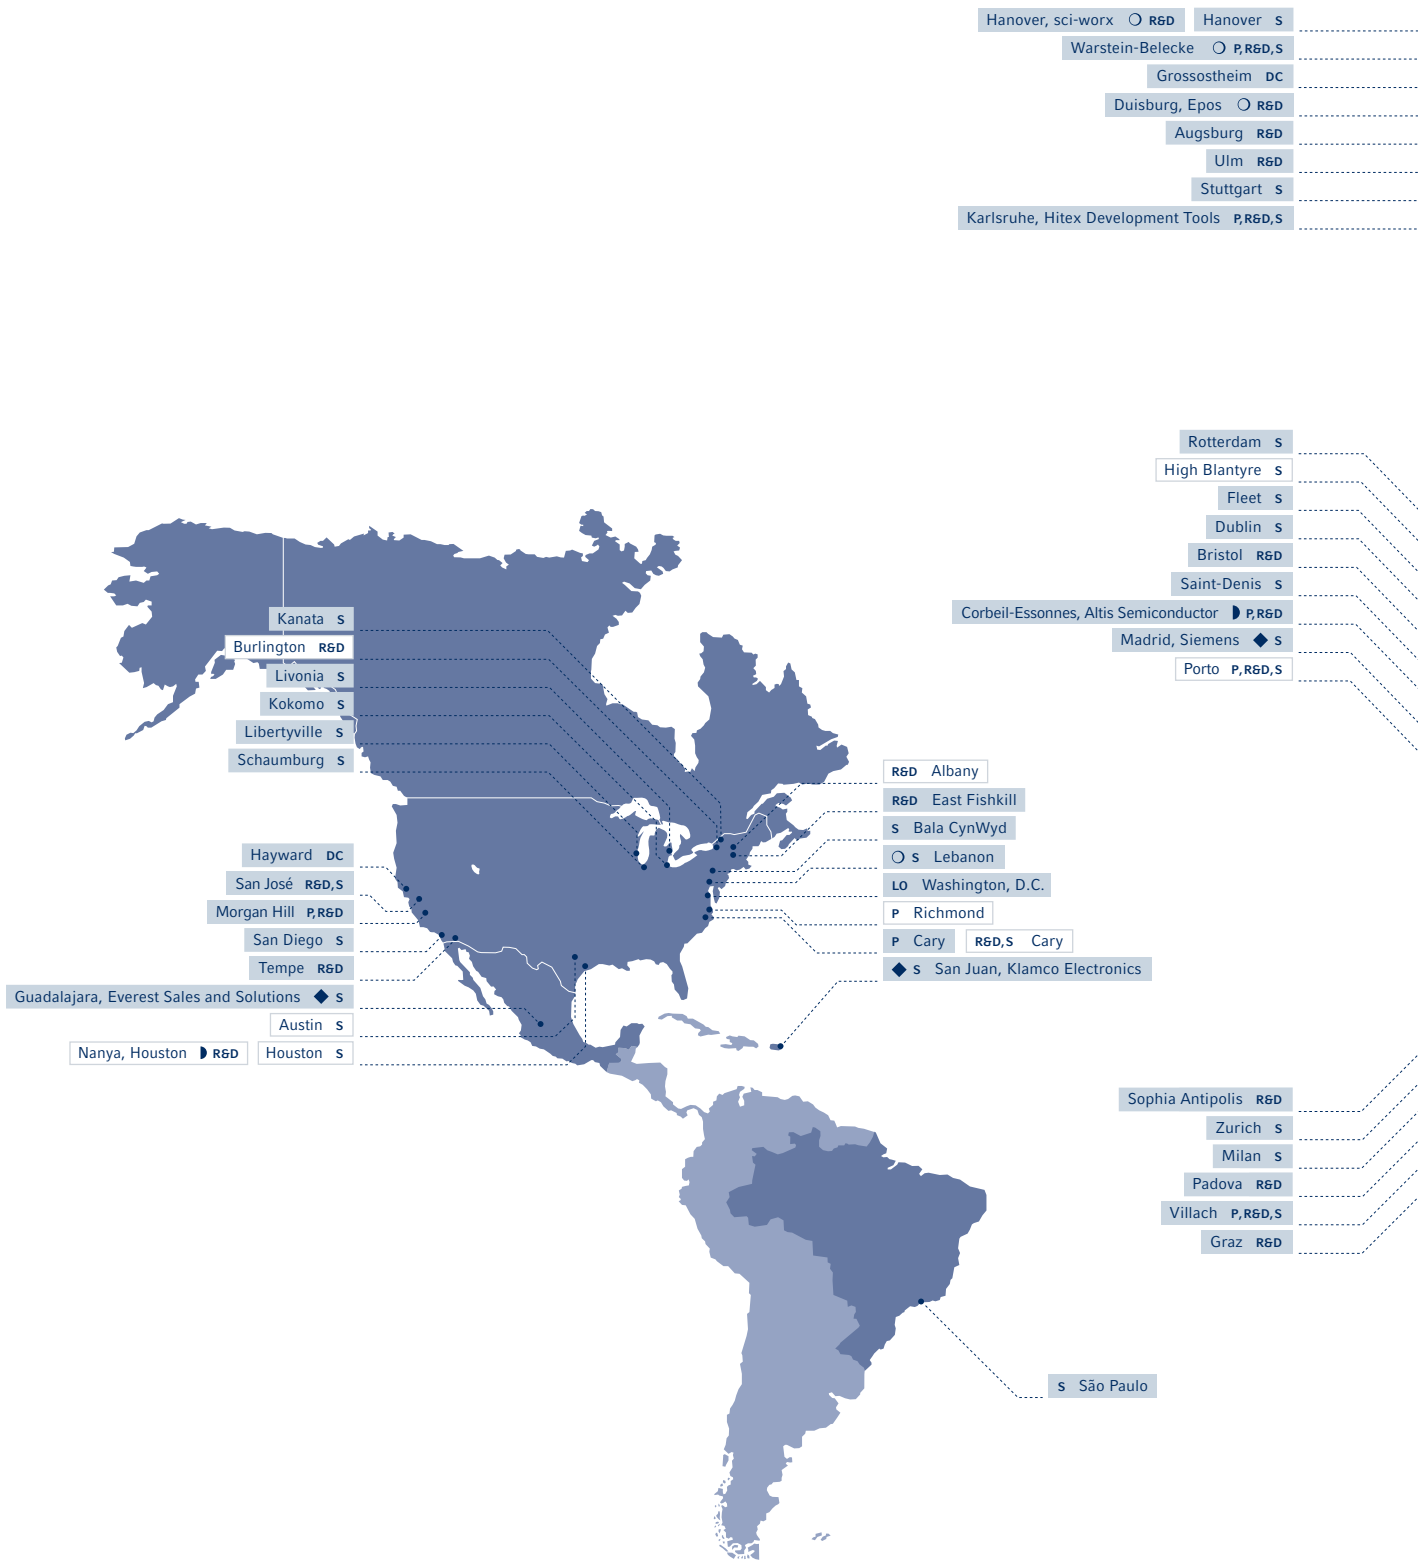 Hanover, sci-worx ❍ R&D Hanover S
Warstein-Belecke ❍ P,R&D,S
Grossostheim DC
Duisburg, Epos ❍ R&D
Augsburg R&D
Ulm R&D
Stuttgart S
Karlsruhe, Hitex Development Tools P,R&D,S
Rotterdam S
High Blantyre S
Fleet S
Dublin S
Bristol R&D
Saint-Denis S
Corbeil-Essonnes, Altis Semiconductor ◗ P,R&D
Madrid, Siemens ◆ S
Porto P,R&D,S
Kanata S
Burlington R&D
Livonia S
Kokomo S
Libertyville S
Schaumburg S
R&D Albany
R&D East Fishkill
S Bala CynWyd
❍ S Lebanon
LO Washington, D.C.
P Richmond
P Cary R&D,S Cary
◆ S San Juan, Klamco Electronics
Hayward DC
San José R&D,S
Morgan Hill P,R&D
San Diego S
Tempe R&D
Guadalajara, Everest Sales and Solutions ◆ S
Austin S
Nanya, Houston ◗ R&D Houston S
Sophia Antipolis R&D
Zurich S
Milan S
Padova R&D
Villach P,R&D,S
Graz R&D
S São Paulo